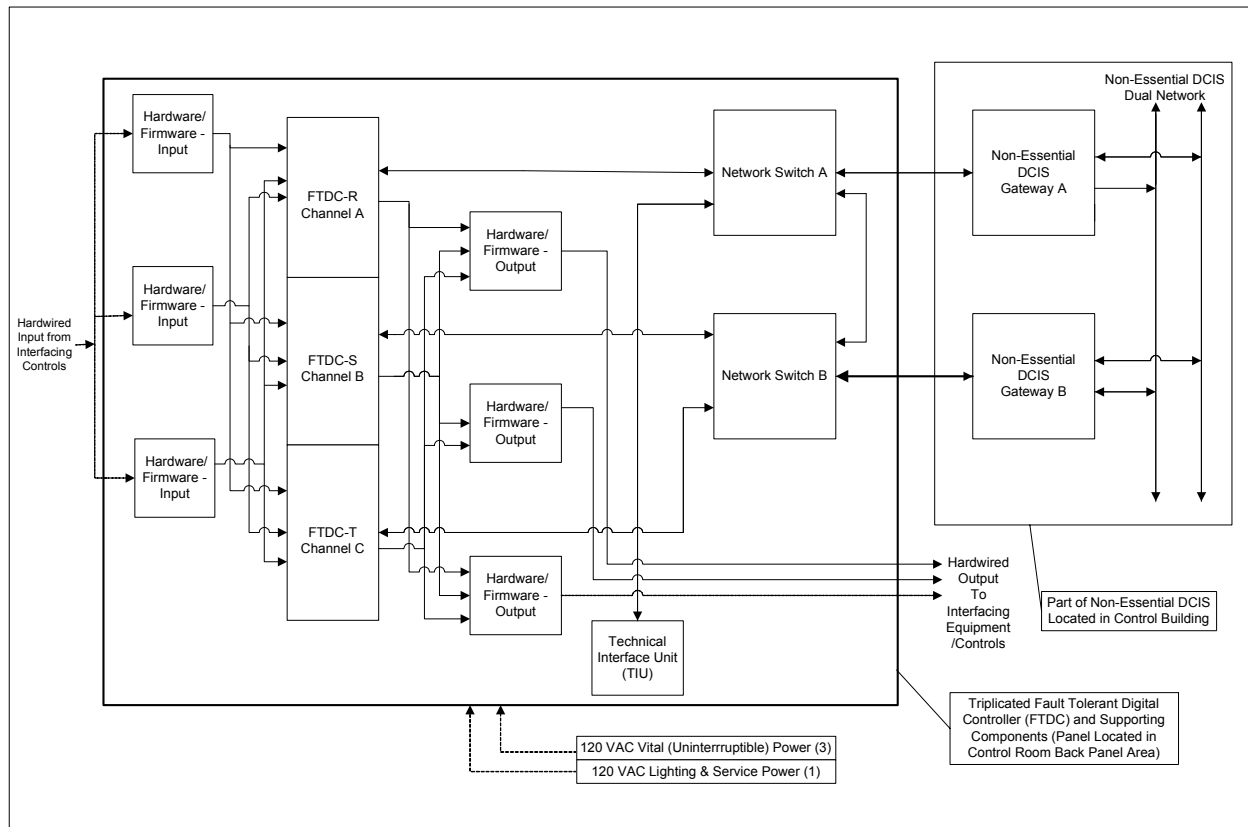 Hardwired
Input from
Interfacing
Controls
Hardware/
Firmware -
Input
Hardware/
Firmware -
Input
Hardware/
Firmware -
Input
FTDC-R
Channel A
FTDC-S
Channel B
FTDC-T
Channel C
Hardware/
Firmware -
Output
Hardware/
Firmware -
Output
Hardware/
Firmware -
Output
Technical
Interface Unit
(TIU)
Network Switch A
Network Switch B
Non-Essential
DCIS
Gateway A
Non-Essential
DCIS
Gateway B
Non-Essential DCIS
Dual Network
Hardwired
Output
To
Interfacing
Equipment
/Controls
Part of Non-Essential DCIS
Located in Control Building
Triplicated Fault Tolerant Digital
Controller (FTDC) and Supporting
Components (Panel Located in
Control Room Back Panel Area)
120 VAC Vital (Uninterrruptible) Power (3)
120 VAC Lighting & Service Power (1)